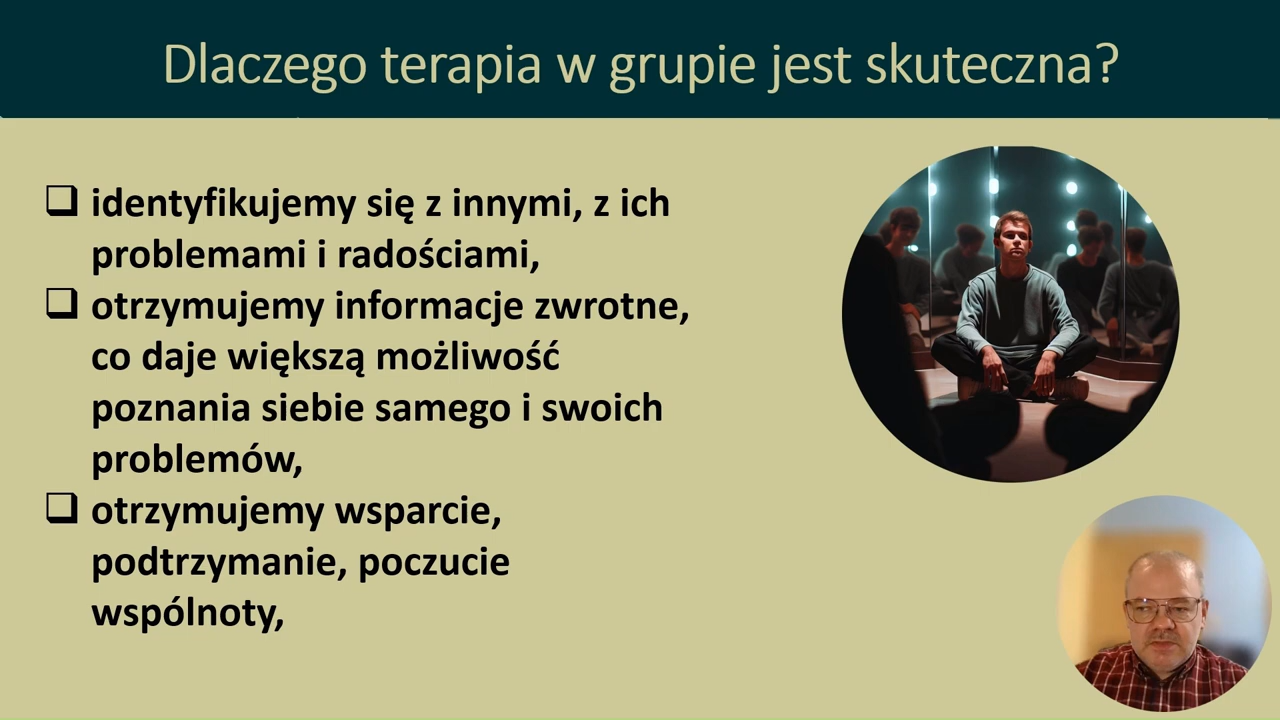 Dlaczego terapia w grupie jest skuteczna?
identyfikujemy się z innymi, z ich
problemami i radościami,
otrzymujemy informacje zwrotne,
co daje większą możliwość
poznania siebie samego i swoich
problemów,
otrzymujemy wsparcie,
podtrzymanie, poczucie
wspólnoty,